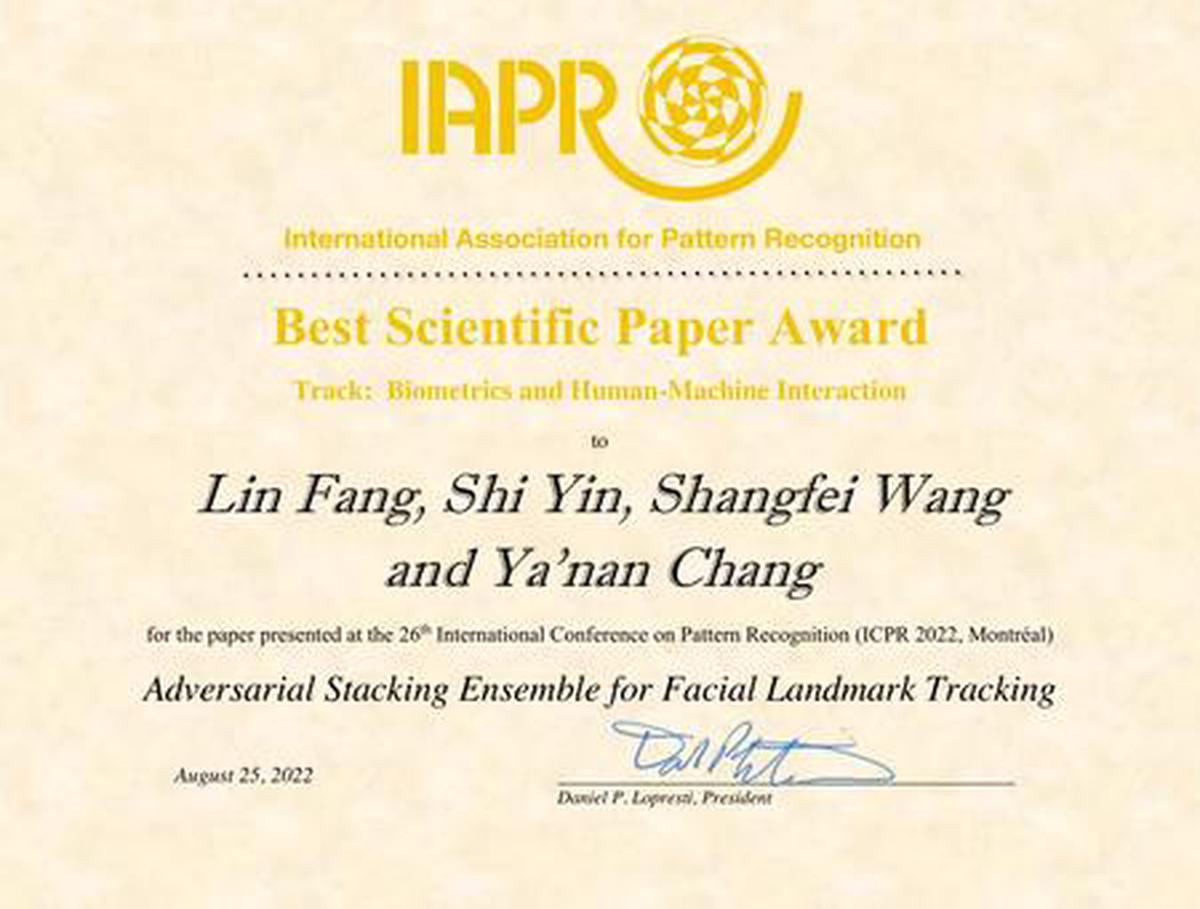 IAPR
International Association for Pattern Recognition
Best Scientific Paper Award
Track: Biometrics and Human-Machine Interaction
to
Lin Fang, Shi Yin, Shangfei Wang
and Ya'nan Chang
for the paper presented at the 26th International Conference on Pattern Recognition (ICPR 2022, Montréal)
Adversarial Stacking Ensemble for Facial Landmark Tracking
August 25, 2022
Daniel P. Lopresti, President